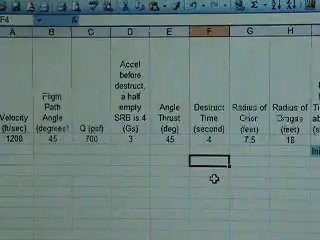 F4
A B C D E F G H
Accel
before
destruct,
a half
Flight empty
Path SRB is 4 Angle Destruct Radius of Radius of
Velocity Angle (Gs) Thrust Time Orion Drogue
(ft/sec) (degrees) Q (psf) (deg) (second) (feet) (feet)
1200 45 700 3 45 4 7.5 18